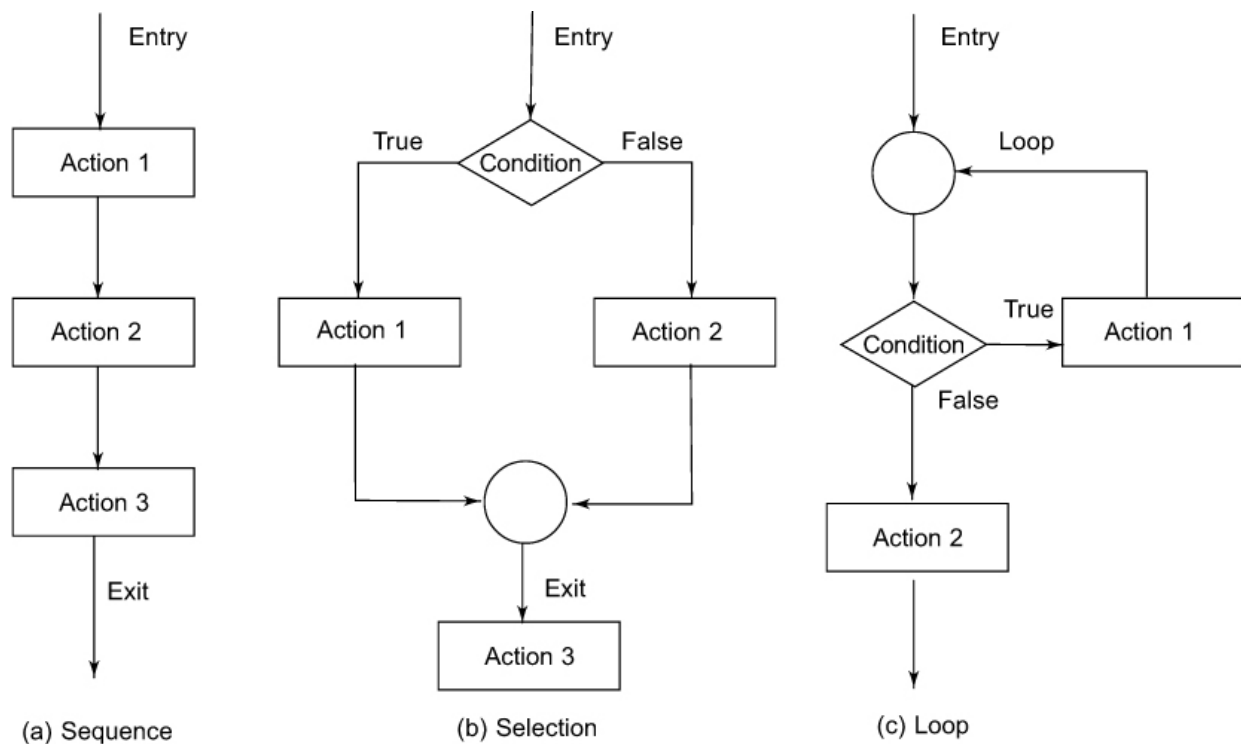 Entry
Action 1
Action 2
Action 3
Exit
(a) Sequence
Entry
Condition
True
False
Action 1
Action 2
Exit
Action 3
(b) Selection
Entry
Loop
Condition
True
Action 1
False
Action 2
(c) Loop